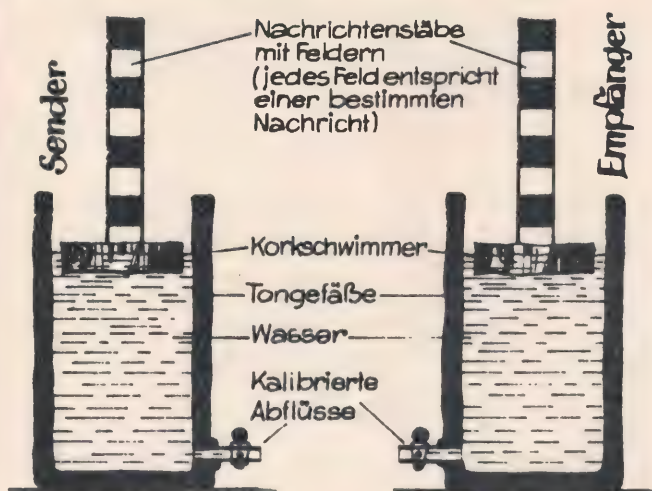 Sender
Nachrichtenstäbe
mit Feldern
(jedes Feld entspricht
einer bestimmten
Nachricht)
Empfänger
Korkschwimmer
Tongefäße
Wasser
Kalibrierte
Abflüsse